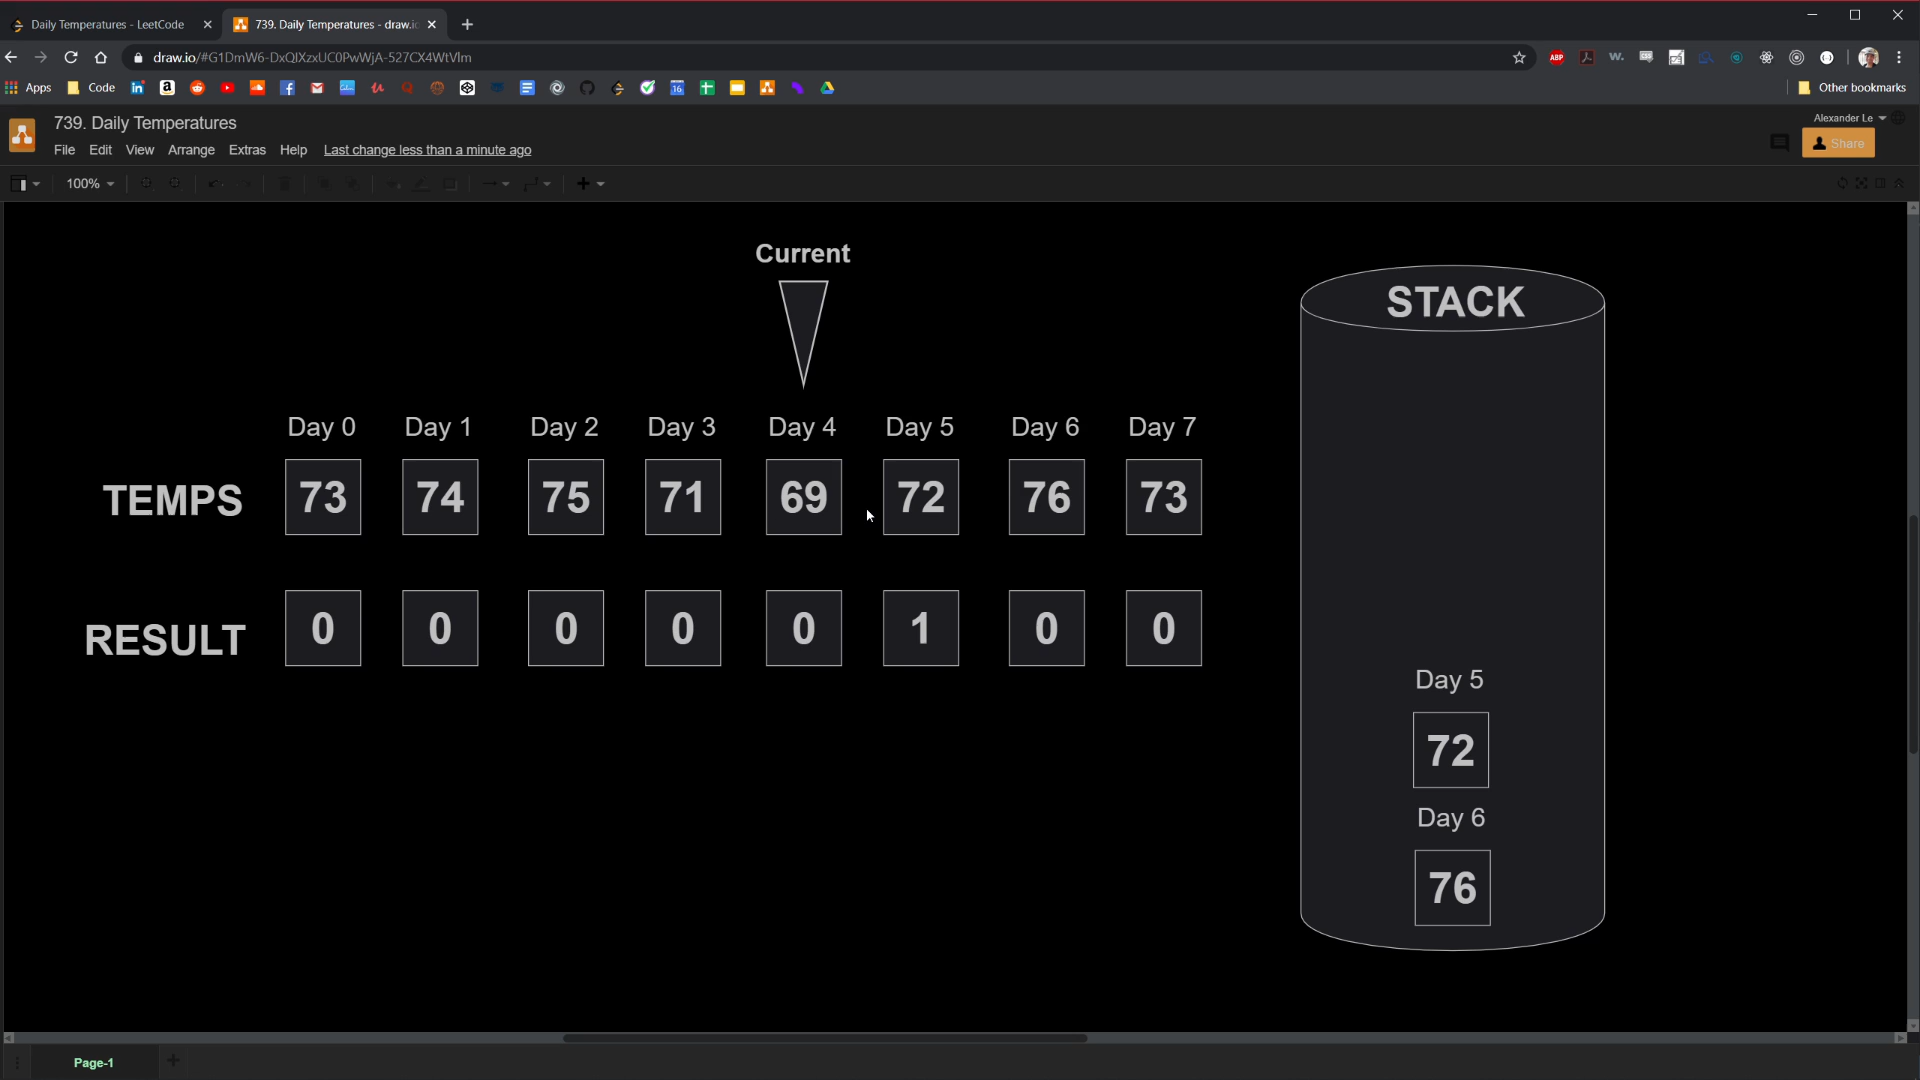 Daily Temperatures - LeetCode
739. Daily Temperatures - draw.io
draw.io/#G1DmW6-DxQIXzxUC0PwWjA-527CX4WtVlm
ABP
W.
Apps
Code
16
Other bookmarks
739. Daily Temperatures
Alexander Le
File Edit View Arrange Extras Help Last change less than a minute ago
Share
100%
Current
STACK
Day 0 Day 1 Day 2 Day 3 Day 4 Day 5 Day 6 Day 7
TEMPS 73 74 75 71 69 72 76 73
RESULT 0 0 0 0 0 1 0 0
Day 5
72
Day 6
76
Page-1